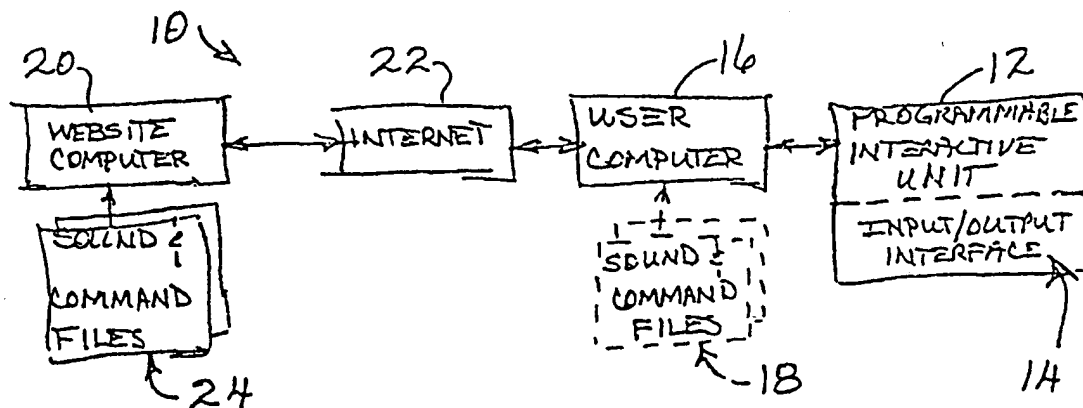 10
20
22
16
12
WEBSITE
COMPUTER
INTERNET
USER
COMPUTER
PROGRAMMABLE
INTERACTIVE
UNIT
INPUT/OUTPUT
INTERFACE
SOUND &
COMMAND
FILES
SOUND &
COMMAND
FILES
24
18
14